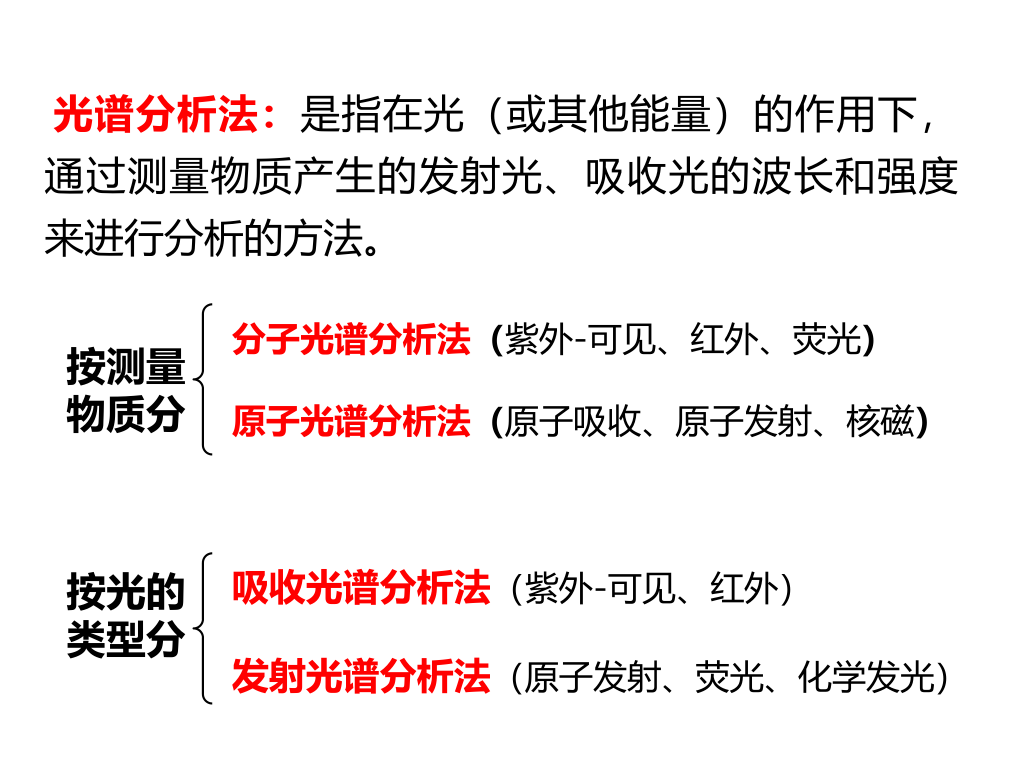 光谱分析法：是指在光（或其他能量）的作用下，
通过测量物质产生的发射光、吸收光的波长和强度
来进行分析的方法。
按测量
物质分
分子光谱分析法（紫外-可见、红外、荧光）
原子光谱分析法（原子吸收、原子发射、核磁）
按光的
类型分
吸收光谱分析法（紫外-可见、红外）
发射光谱分析法（原子发射、荧光、化学发光）